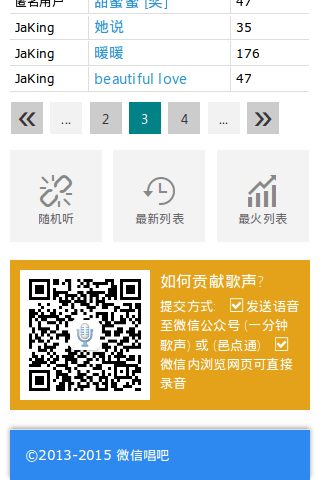 匿名用户 甜蜜蜜 [笑] 47
JaKing 她说 35
JaKing 暖暖 176
JaKing beautiful love 47
« ... 2 3 4 ... »
随机听 最新列表 最火列表
如何贡献歌声?
提交方式: ☑发送语音
至微信公众号 (一分钟
歌声) 或 (邑点通) ☑
微信内浏览网页可直接
录音
©2013-2015 微信唱吧